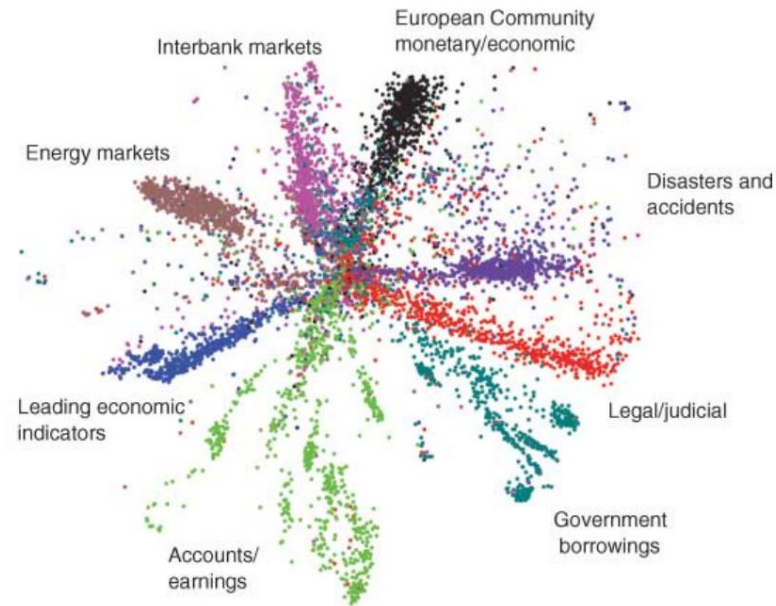 European Community
monetary/economic
Interbank markets
Energy markets
Disasters and
accidents
Leading economic
indicators
Legal/judicial
Government
borrowings
Accounts/
earnings